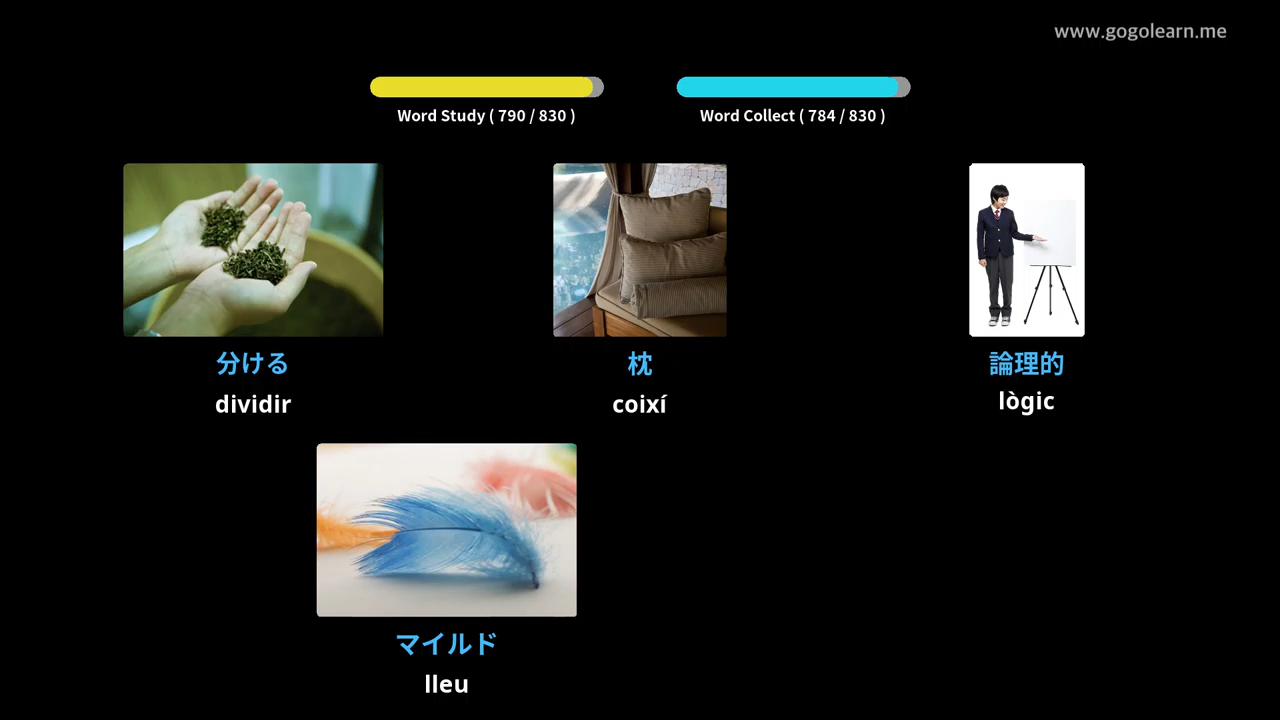 www.gogolearn.me
Word Study ( 790 / 830 )
Word Collect ( 784 / 830 )
分ける
dividir
枕
coixí
論理的
lògic
マイルド
lleu